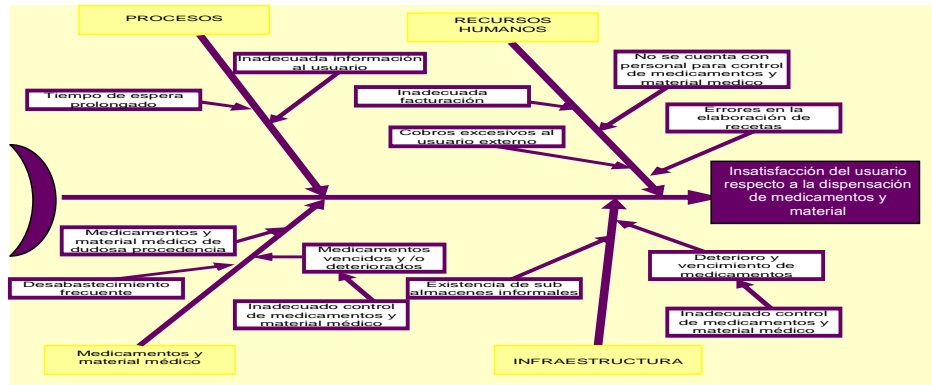 PROCESOS
RECURSOS
HUMANOS
Inadecuada información
al usuario
No se cuenta con
personal para control
de medicamentos y
material medico
Tiempo de espera
prolongado
Inadecuada
facturación
Errores en la
elaboración de
recetas
Cobros excesivos al
usuario externo
Insatisfacción del usuario
respecto a la dispensación
de medicamentos y
material
Medicamentos y
material médico de
dudosa procedencia
Medicamentos
vencidos y /o
deteriorados
Deterioro y
vencimiento de
medicamentos
Desabastecimiento
frecuente
Existencia de sub
almacenes informales
Inadecuado control
de medicamentos y
material médico
Inadecuado control
de medicamentos y
material médico
Medicamentos y
material médico
INFRAESTRUCTURA